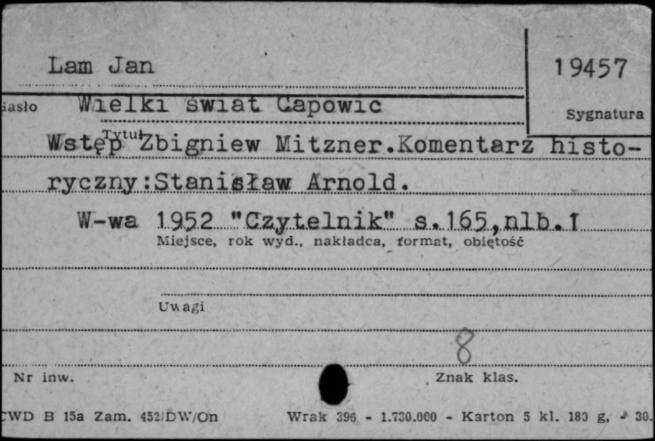 Lam Jan
19457
Wielki świat Capowic
Sygnatura
Tytuł
Wstęp Zbigniew Mitzner.Komentarz histo-
ryczny:Stanisław Arnold.
W-wa 1952 "Czytelnik" s.165,nlb.1
Miejsce, rok wyd., nakładca, format, objętość
Uwagi
8
Nr inw.
Znak klas.
CWD B 15a Zam. 452/DW/On Wrak 396 - 1.730.000 - Karton 5 kl. 180 g, 30.